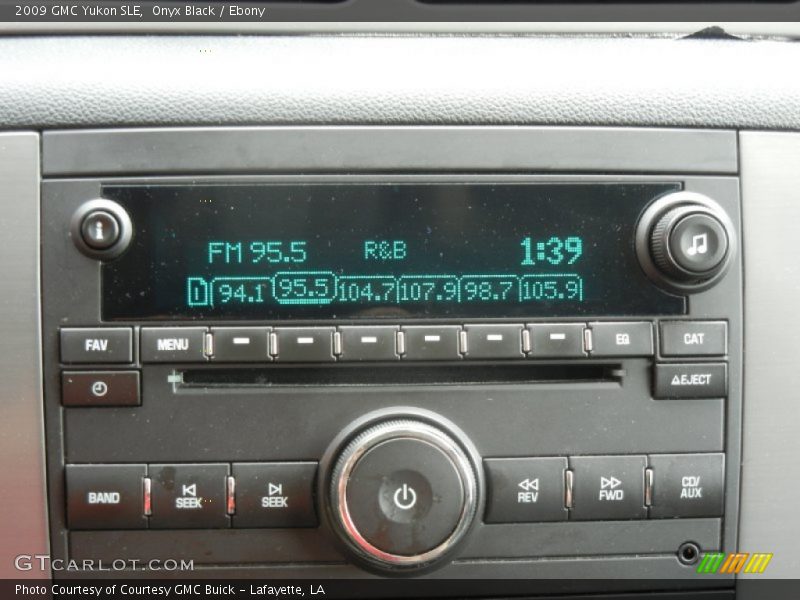 2009 GMC Yukon SLE,  Onyx Black / Ebony
FM 95.5 R&B 1:39
1 94.1 95.5 104.7 107.9 98.7 105.9
FAV MENU EQ CAT
EJECT
BAND SEEK SEEK REV FWD CD/AUX
GTCARLOT.COM
Photo Courtesy of Courtesy GMC Buick – Lafayette, LA